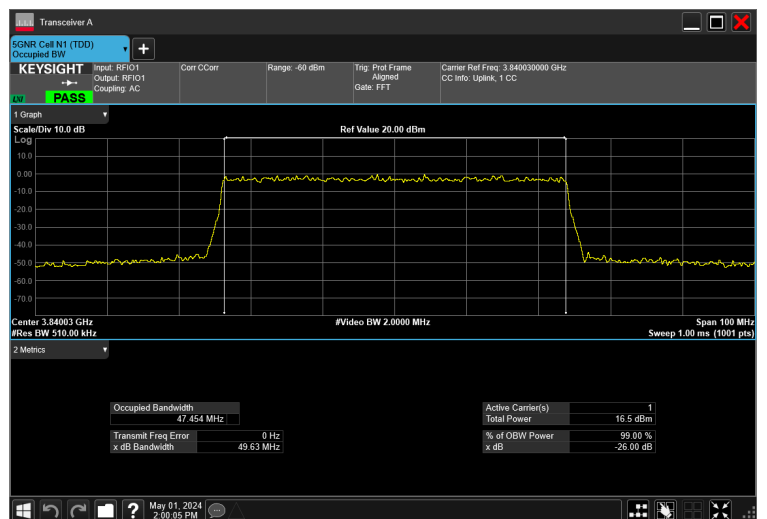 Transceiver A
5GNR Cell N1 (TDD)
Occupied BW
+
KEYSIGHT
LXI
PASS
Input: RFIO1
Output: RFIO1
Coupling: AC
Corr CCorr
Range: -60 dBm
Trig: Prot Frame
Aligned
Gate: FFT
Carrier Ref Freq: 3.840030000 GHz
CC Info: Uplink, 1 CC
1 Graph
Scale/Div 10.0 dB
Ref Value 20.00 dBm
Log
10.0
0.00
-10.0
-20.0
-30.0
-40.0
-50.0
-60.0
-70.0
Center 3.84003 GHz
#Video BW 2.0000 MHz
Span 100 MHz
#Res BW 510.00 kHz
Sweep 1.00 ms (1001 pts)
2 Metrics
Occupied Bandwidth
47.454 MHz
Transmit Freq Error 0 Hz
x dB Bandwidth 49.63 MHz
Active Carrier(s) 1
Total Power 16.5 dBm
% of OBW Power 99.00 %
x dB -26.00 dB
?
May 01, 2024
2:00:05 PM